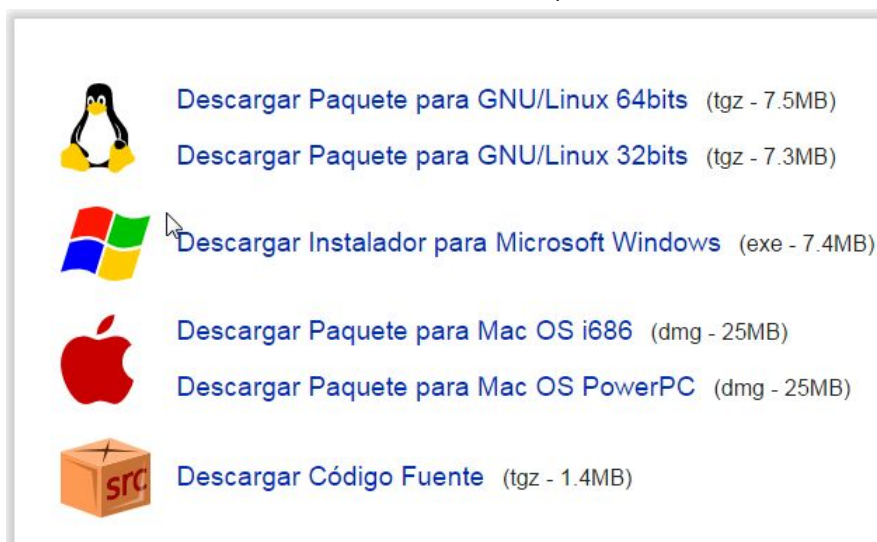 Descargar Paquete para GNU/Linux 64bits (tgz - 7.5MB)
Descargar Paquete para GNU/Linux 32bits (tgz - 7.3MB)
Descargar Instalador para Microsoft Windows (exe - 7.4MB)
Descargar Paquete para Mac OS i686 (dmg - 25MB)
Descargar Paquete para Mac OS PowerPC (dmg - 25MB)
src
Descargar Código Fuente (tgz - 1.4MB)